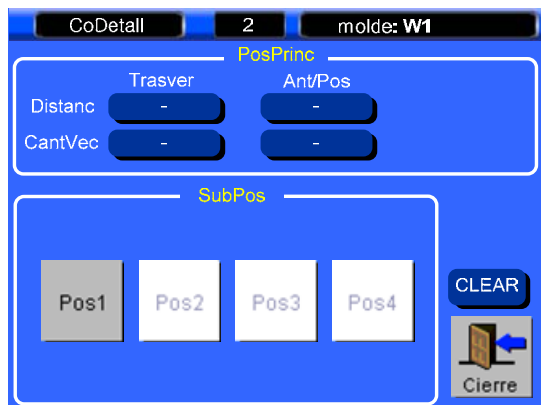 CoDetall 2 molde: W1
PosPrinc
Trasver Ant/Pos
Distanc - -
CantVec - -
SubPos
Pos1 Pos2 Pos3 Pos4
CLEAR
Cierre